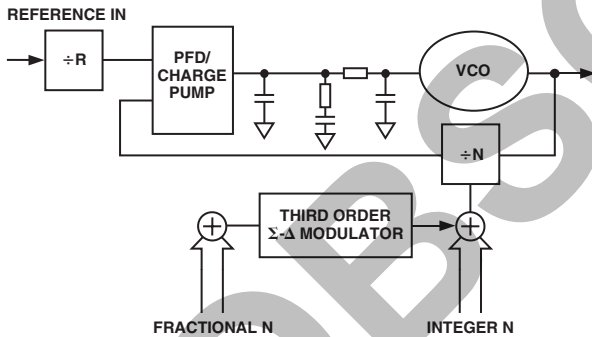 REFERENCE IN
÷R
PFD/
CHARGE
PUMP
VCO
÷N
THIRD ORDER
Σ-Δ MODULATOR
FRACTIONAL N
INTEGER N